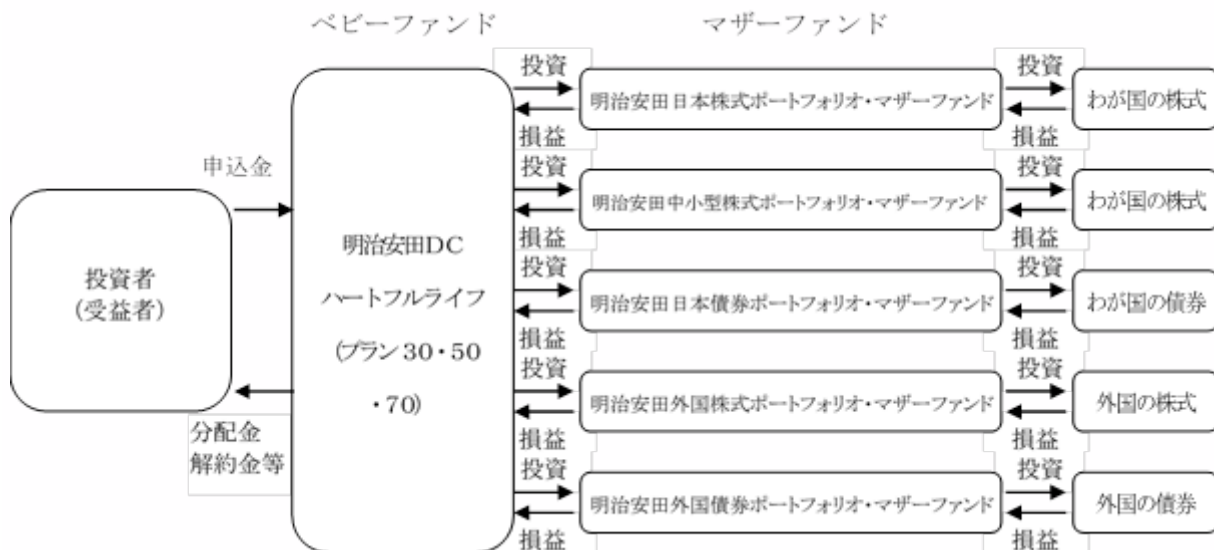 ベビーファンド
マザーファンド
申込金
投資者
(受益者)
分配金
解約金等
明治安田DC
ハートフルライフ
(プラン30・50
・70)
投資
明治安田日本株式ポートフォリオ・マザーファンド
投資
わが国の株式
損益
損益
投資
明治安田中小型株式ポートフォリオ・マザーファンド
投資
わが国の株式
損益
損益
投資
明治安田日本債券ポートフォリオ・マザーファンド
投資
わが国の債券
損益
損益
投資
明治安田外国株式ポートフォリオ・マザーファンド
投資
外国の株式
損益
損益
投資
明治安田外国債券ポートフォリオ・マザーファンド
投資
外国の債券
損益
損益